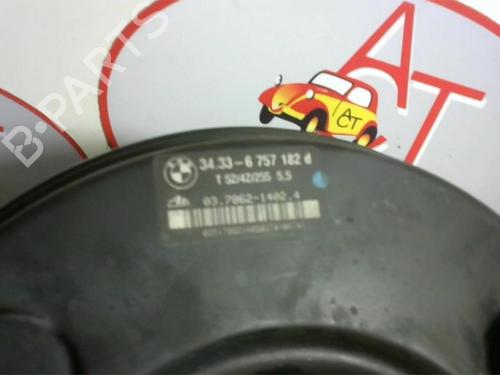 B-PARTS
AT
CT
34.33-6 757 182 d
T 52/42/255 5.5
03.7862-1402.4